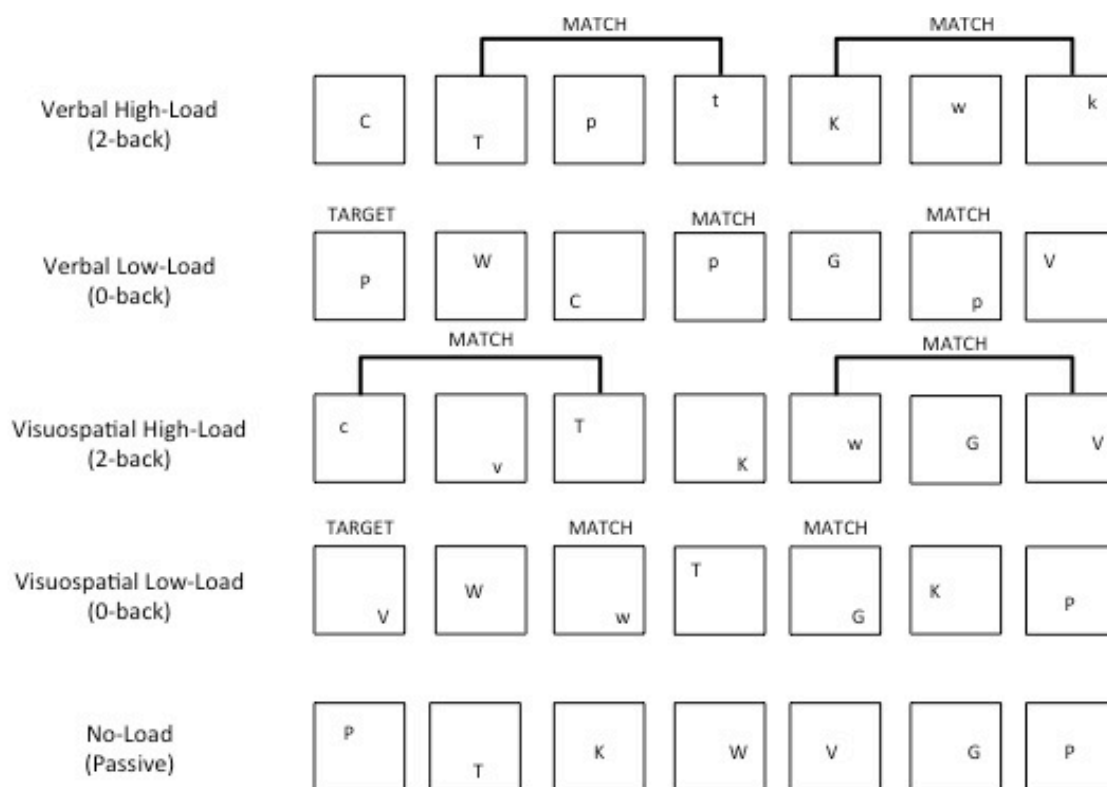 MATCH MATCH
Verbal High-Load
(2-back)
C T p t K w k
TARGET MATCH MATCH
Verbal Low-Load
(0-back)
P W C p G p V
MATCH MATCH
Visuospatial High-Load
(2-back)
c v T K w G V
TARGET MATCH MATCH
Visuospatial Low-Load
(0-back)
V W w T G K P
No-Load
(Passive)
P T K W V G P